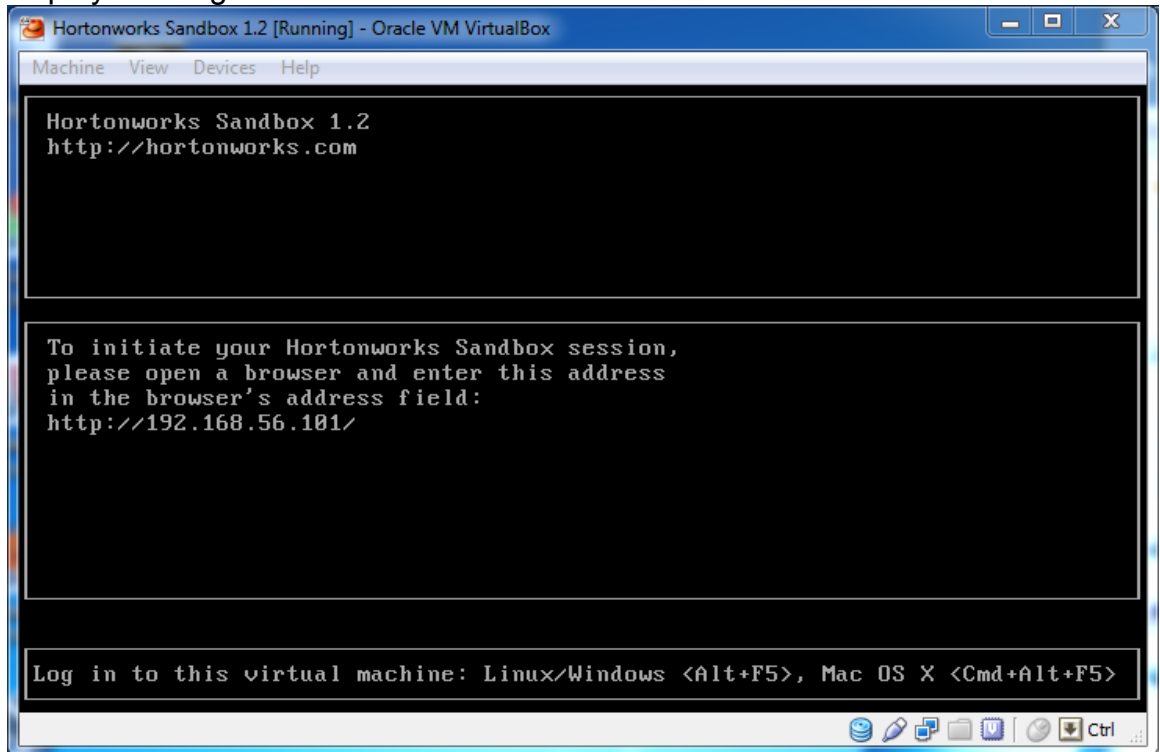 Hortonworks Sandbox 1.2 [Running] - Oracle VM VirtualBox
Machine View Devices Help
Hortonworks Sandbox 1.2
http://hortonworks.com
To initiate your Hortonworks Sandbox session,
please open a browser and enter this address
in the browser's address field:
http://192.168.56.101/
Log in to this virtual machine: Linux/Windows <Alt+F5>, Mac OS X <Cmd+Alt+F5>
Ctrl